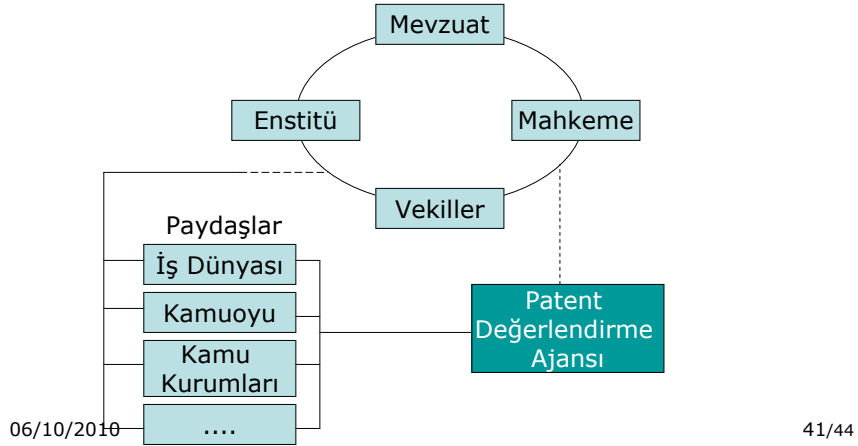 Mevzuat
Enstitü
Mahkeme
Vekiller
Paydaşlar
İş Dünyası
Kamuoyu
Kamu
Kurumları
....
Patent
Değerlendirme
Ajansı
06/10/2010
41/44